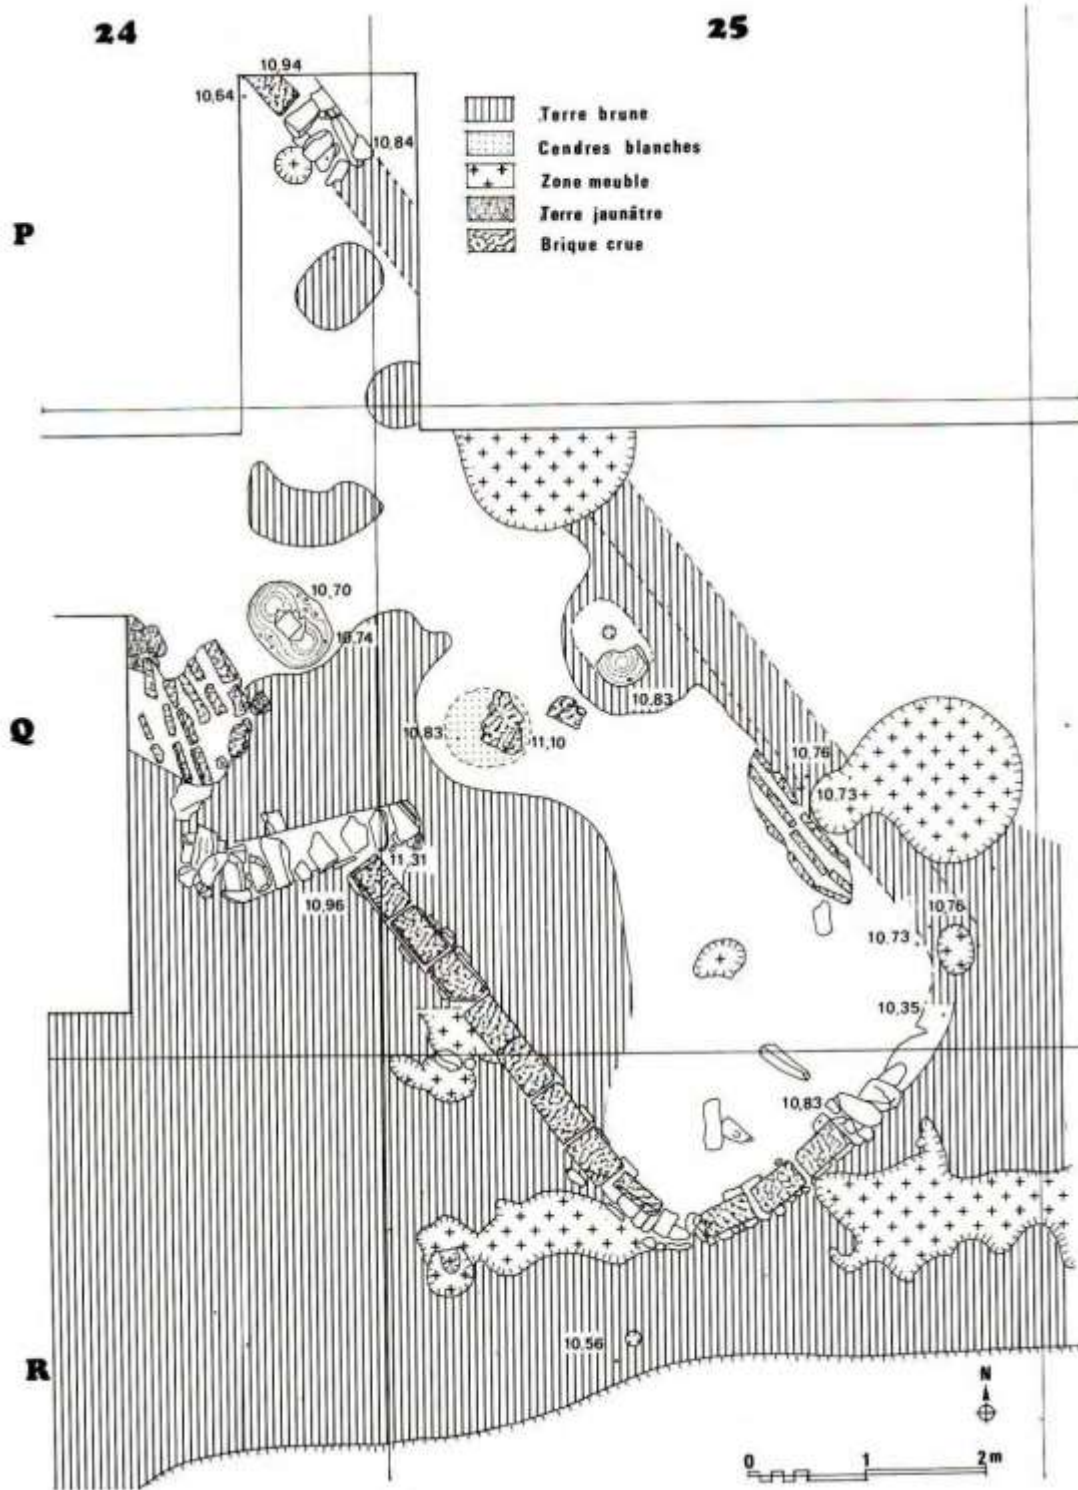 24 25
10,94
10,64
10,84
Terre brune
Cendres blanches
Zone meuble
Terre jaunâtre
Brique crue
P
10,70
10,74
10,83
Q
10,83
11,10
10,76
10,73
11,31
10,96
10,76
10,73
10,35
10,83
10,56
R
N
0 1 2m